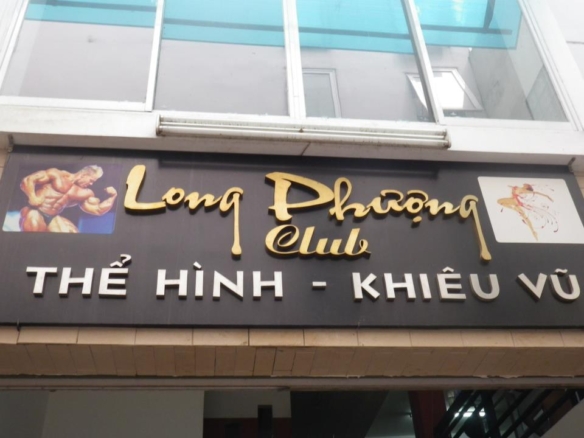 Long Phượng
Club
THỂ HÌNH - KHIÊU VŨ